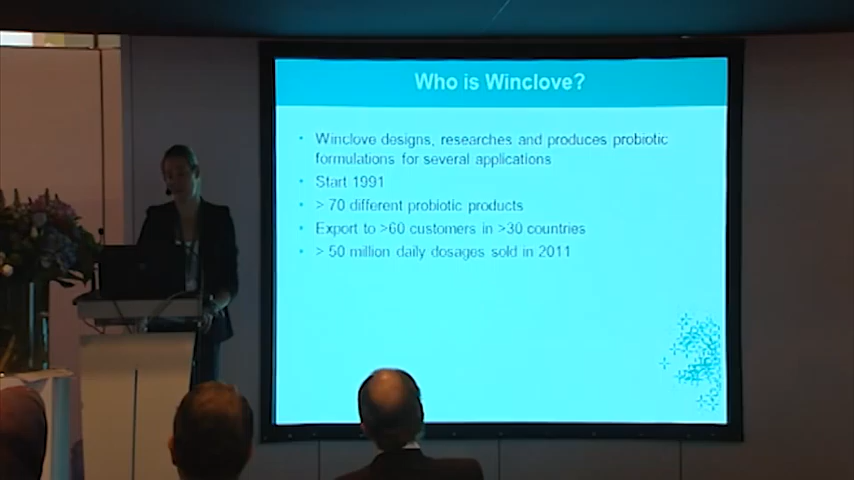 Who is Winclove?
• Winclove designs, researches and produces probiotic
formulations for several applications
• Start 1991
• > 70 different probiotic products
• Export to >60 customers in >30 countries
• > 50 million daily dosages sold in 2011